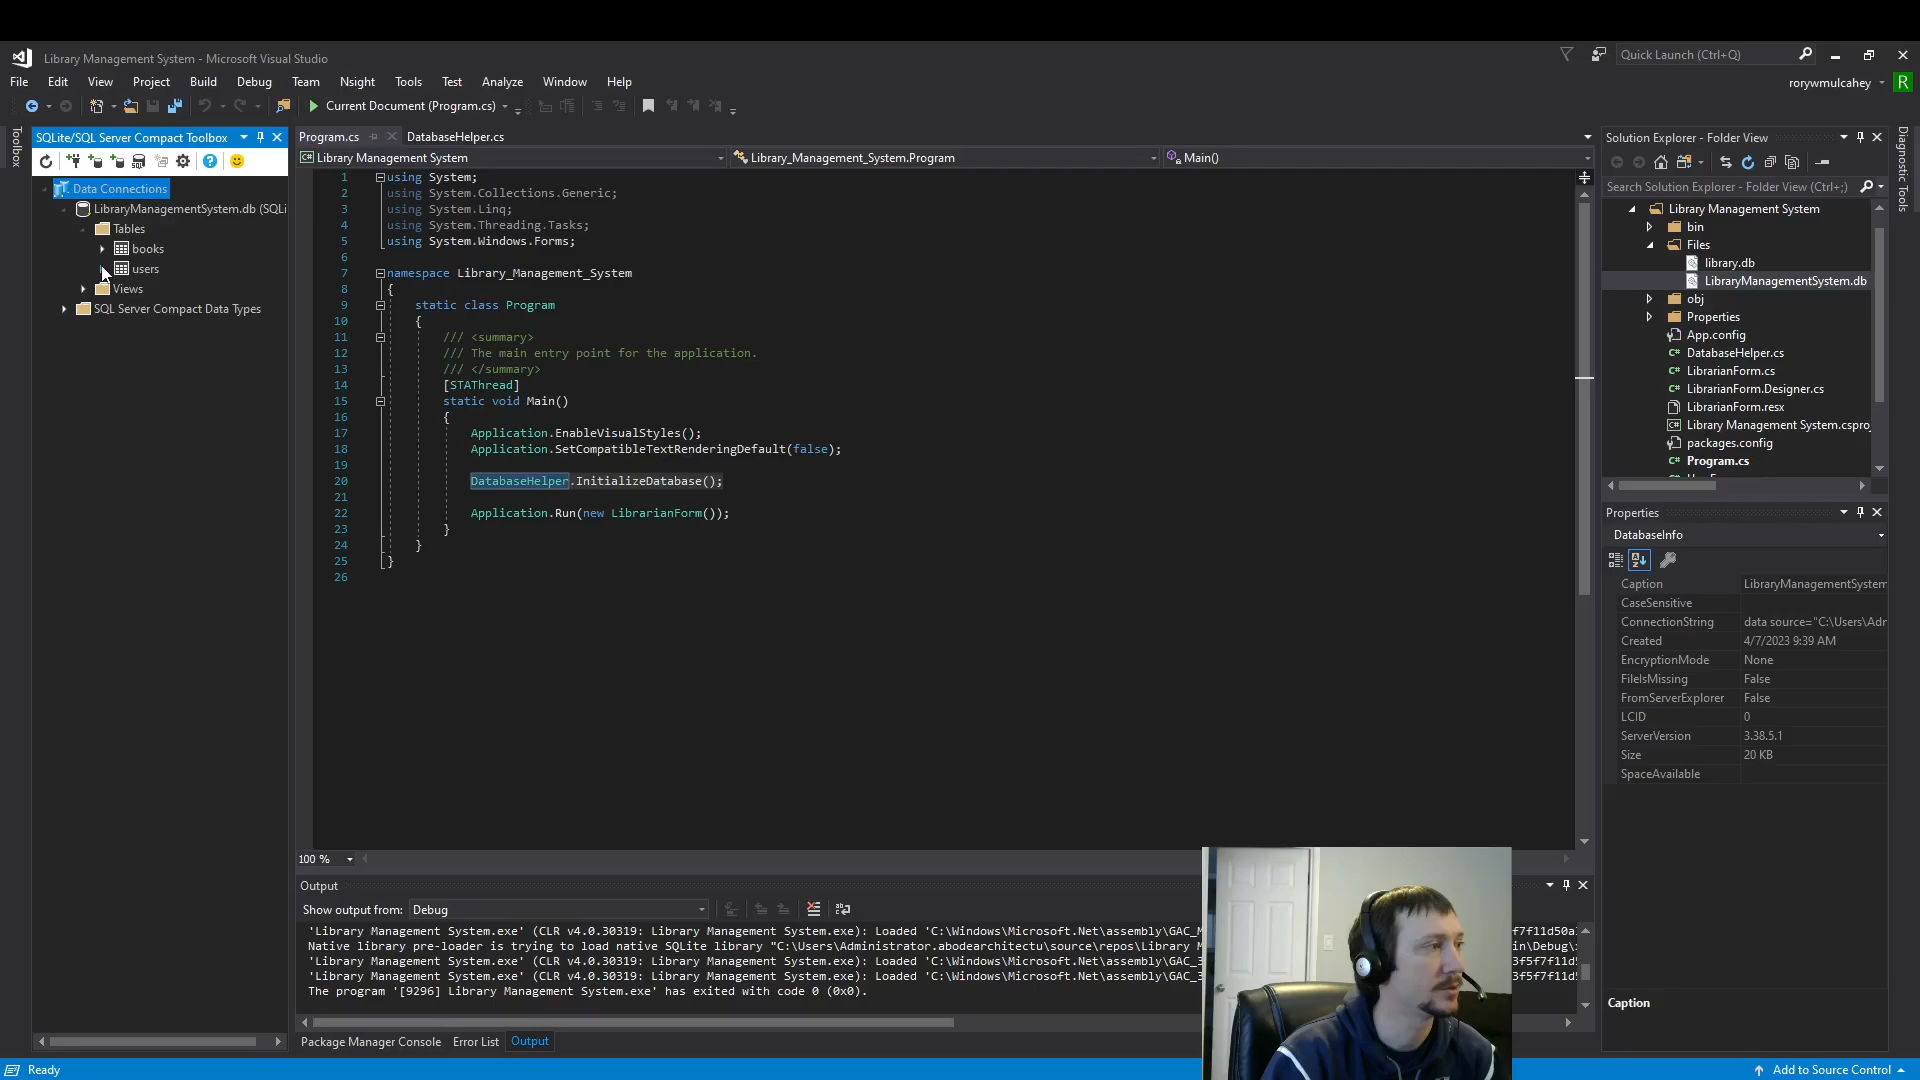 Library Management System - Microsoft Visual Studio
Quick Launch (Ctrl+Q)
File Edit View Project Build Debug Team Nsight Tools Test Analyze Window Help
rorywmulcahey R
Current Document (Program.cs)
Toolbox
SQLite/SQL Server Compact Toolbox
Data Connections
LibraryManagementSystem.db (SQLi
Tables
books
users
Views
SQL Server Compact Data Types
Program.cs DatabaseHelper.cs
Library Management System Library_Management_System.Program Main()
1 using System;
2 using System.Collections.Generic;
3 using System.Linq;
4 using System.Threading.Tasks;
5 using System.Windows.Forms;
6
7 namespace Library_Management_System
8 {
9 static class Program
10 {
11 /// <summary>
12 /// The main entry point for the application.
13 /// </summary>
14 [STAThread]
15 static void Main()
16 {
17 Application.EnableVisualStyles();
18 Application.SetCompatibleTextRenderingDefault(false);
19
20 DatabaseHelper.InitializeDatabase();
21
22 Application.Run(new LibrarianForm());
23 }
24 }
25 }
26
100 %
Output
Show output from: Debug
'Library Management System.exe' (CLR v4.0.30319: Library Management System.exe): Loaded 'C:\Windows\Microsoft.Net\assembly\GAC_M
Native library pre-loader is trying to load native SQLite library "C:\Users\Administrator.abodearchitectu\source\repos\Library M
'Library Management System.exe' (CLR v4.0.30319: Library Management System.exe): Loaded 'C:\Windows\Microsoft.Net\assembly\GAC_M
'Library Management System.exe' (CLR v4.0.30319: Library Management System.exe): Loaded 'C:\Windows\Microsoft.Net\assembly\GAC_3
The program '[9296] Library Management System.exe' has exited with code 0 (0x0).
Package Manager Console Error List Output
Solution Explorer - Folder View
Search Solution Explorer - Folder View (Ctrl+;)
Library Management System
bin
Files
library.db
LibraryManagementSystem.db
obj
Properties
App.config
DatabaseHelper.cs
LibrarianForm.cs
LibrarianForm.Designer.cs
LibrarianForm.resx
Library Management System.csproj
packages.config
Program.cs
Properties
DatabaseInfo
Caption LibraryManagementSystem
CaseSensitive
ConnectionString data source="C:\Users\Adr
Created 4/7/2023 9:39 AM
EncryptionMode None
FileIsMissing False
FromServerExplorer False
LCID 0
ServerVersion 3.38.5.1
Size 20 KB
SpaceAvailable
Caption
Diagnostic Tools
Ready
Add to Source Control